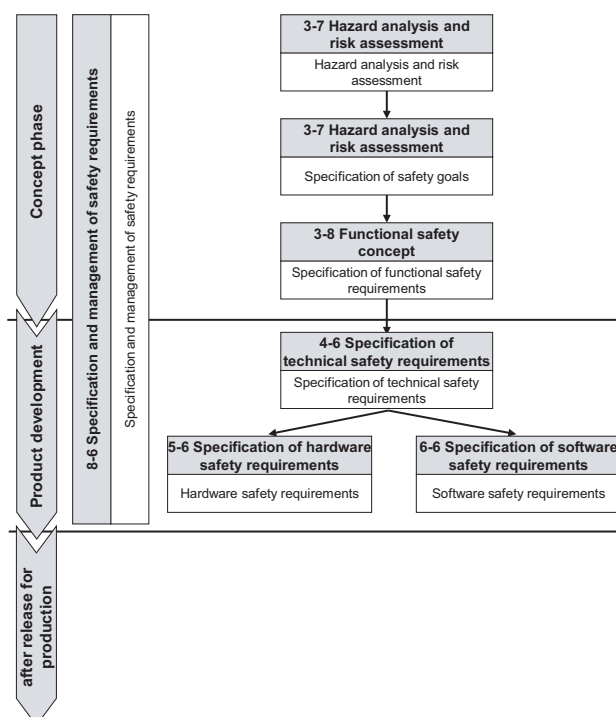 Concept phase
Product development
after release for
production
8-6 Specification and management of safety requirements
Specification and management of safety requirements
3-7 Hazard analysis and
risk assessment
Hazard analysis and risk
assessment
3-7 Hazard analysis and
risk assessment
Specification of safety goals
3-8 Functional safety
concept
Specification of functional safety
requirements
4-6 Specification of
technical safety requirements
Specification of technical safety
requirements
5-6 Specification of hardware
safety requirements
Hardware safety requirements
6-6 Specification of software
safety requirements
Software safety requirements